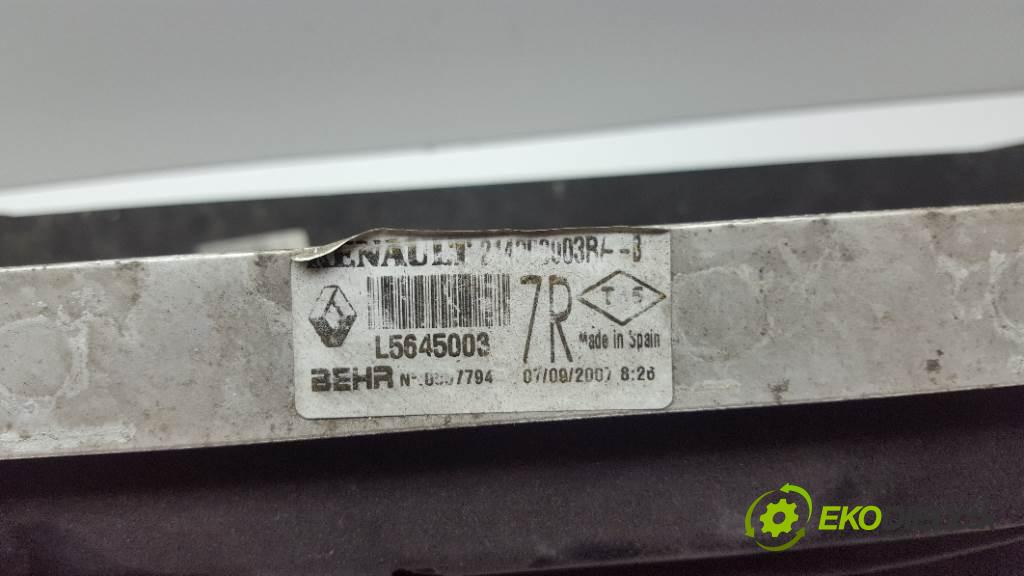 RENAULT
L5645003
7R
Made in Spain
BEHR
07/09/2007 8:26
EKO